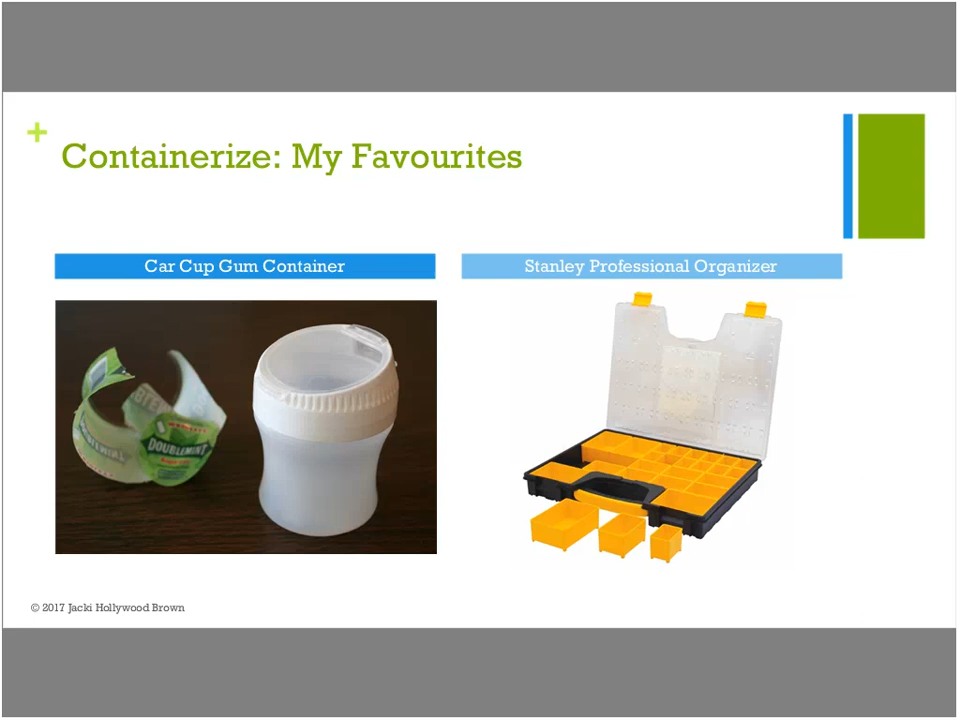 +
Containerize: My Favourites
Car Cup Gum Container
Stanley Professional Organizer
DOUBLEMINT
© 2017 Jacki Hollywood Brown